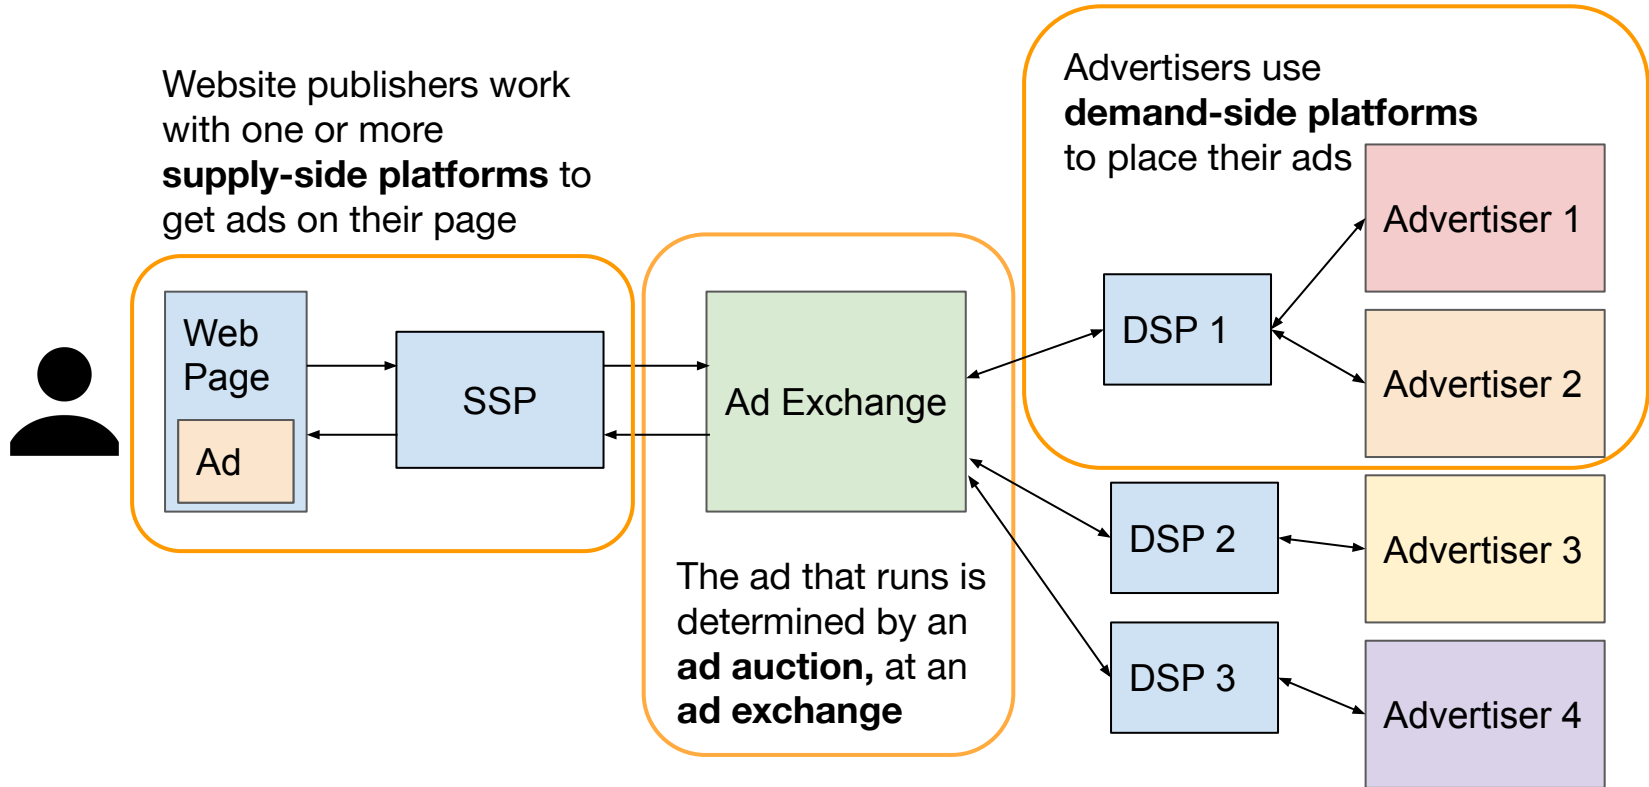 Website publishers work
with one or more
supply-side platforms to
get ads on their page
Advertisers use
demand-side platforms
to place their ads
Web
Page
Ad
SSP
Ad Exchange
The ad that runs is
determined by an
ad auction, at an
ad exchange
DSP 1
DSP 2
DSP 3
Advertiser 1
Advertiser 2
Advertiser 3
Advertiser 4